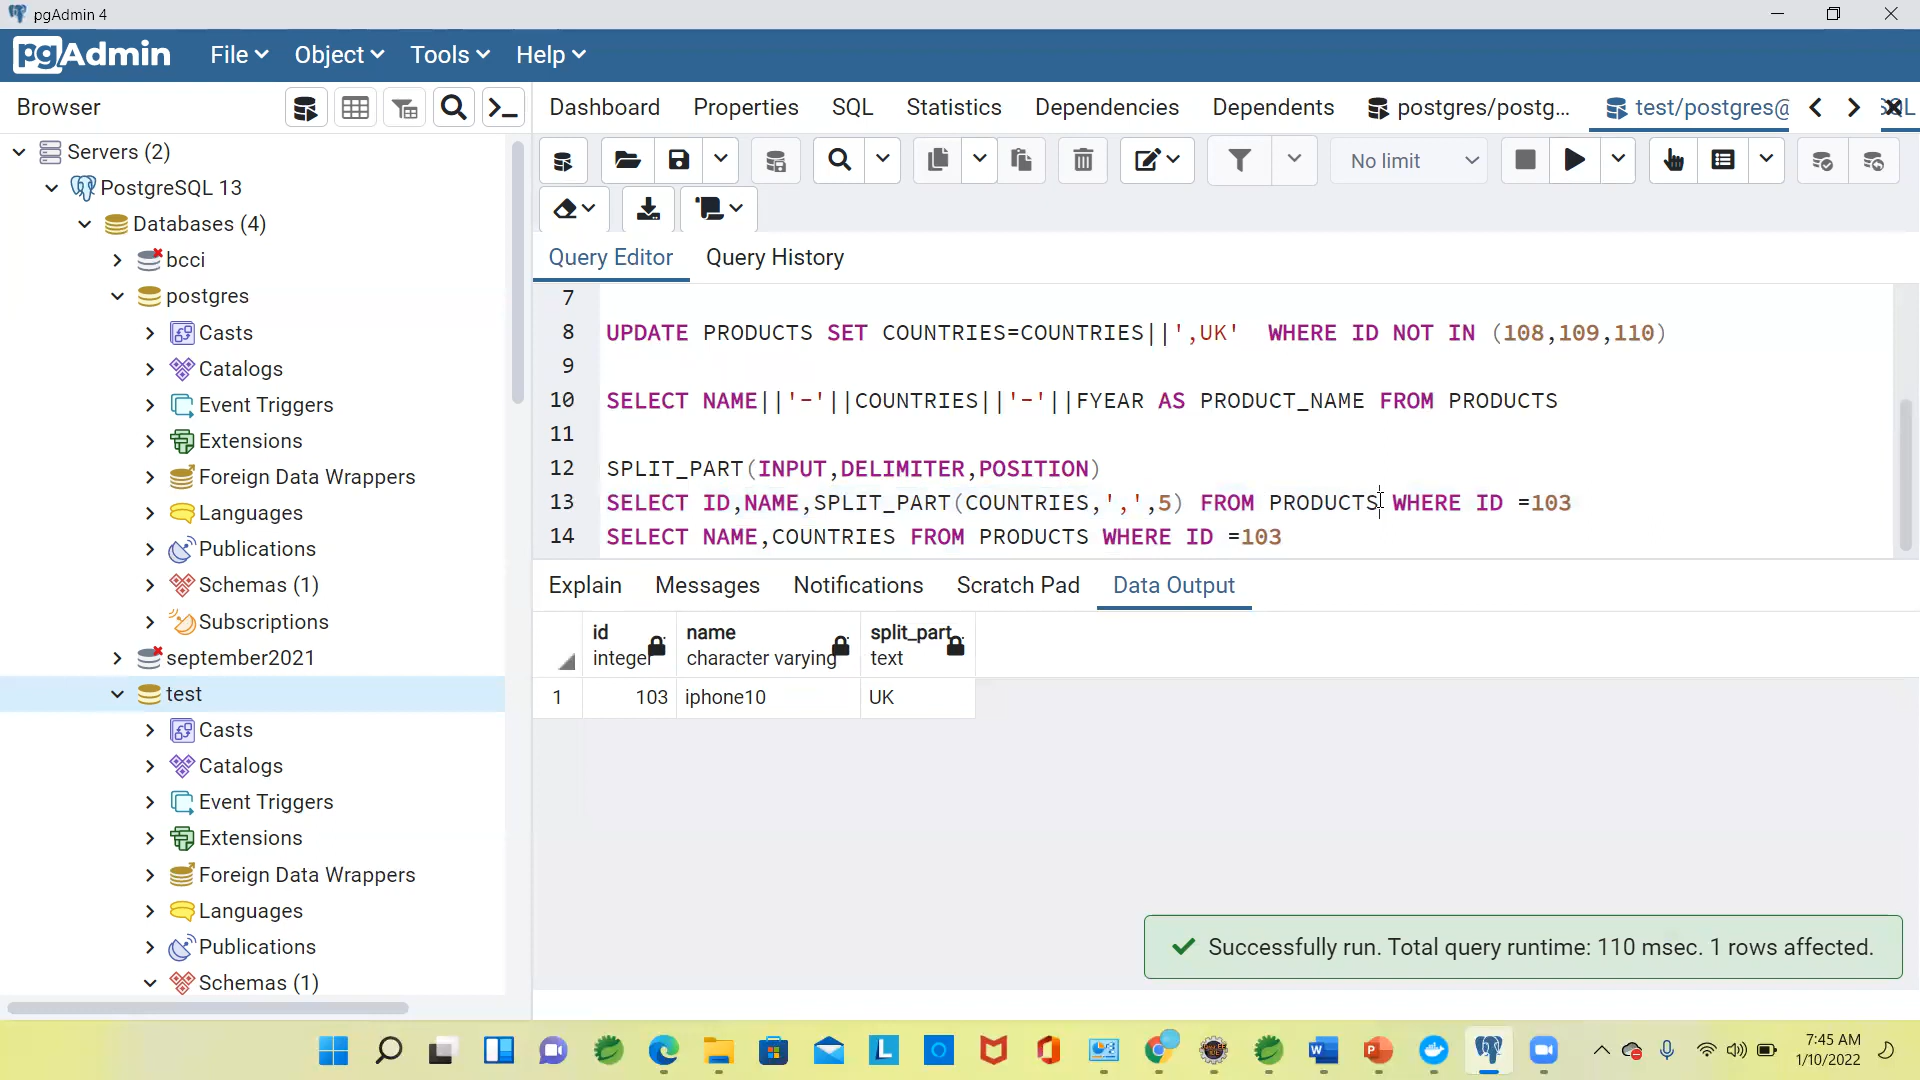 pgAdmin 4
pgAdmin File Object Tools Help
Browser
Dashboard Properties SQL Statistics Dependencies Dependents postgres/postg... test/postgres@ SQL
Servers (2)
PostgreSQL 13
Databases (4)
bcci
postgres
Casts
Catalogs
Event Triggers
Extensions
Foreign Data Wrappers
Languages
Publications
Schemas (1)
Subscriptions
september2021
test
Casts
Catalogs
Event Triggers
Extensions
Foreign Data Wrappers
Languages
Publications
Schemas (1)
No limit
Query Editor Query History
7
8 UPDATE PRODUCTS SET COUNTRIES=COUNTRIES||',UK'  WHERE ID NOT IN (108,109,110)
9
10 SELECT NAME||'-'||COUNTRIES||'-'||FYEAR AS PRODUCT_NAME FROM PRODUCTS
11
12 SPLIT_PART(INPUT,DELIMITER,POSITION)
13 SELECT ID,NAME,SPLIT_PART(COUNTRIES,',',5) FROM PRODUCTS WHERE ID =103
14 SELECT NAME,COUNTRIES FROM PRODUCTS WHERE ID =103
Explain Messages Notifications Scratch Pad Data Output
id name split_part
integer character varying text
1 103 iphone10 UK
Successfully run. Total query runtime: 110 msec. 1 rows affected.
7:45 AM
1/10/2022